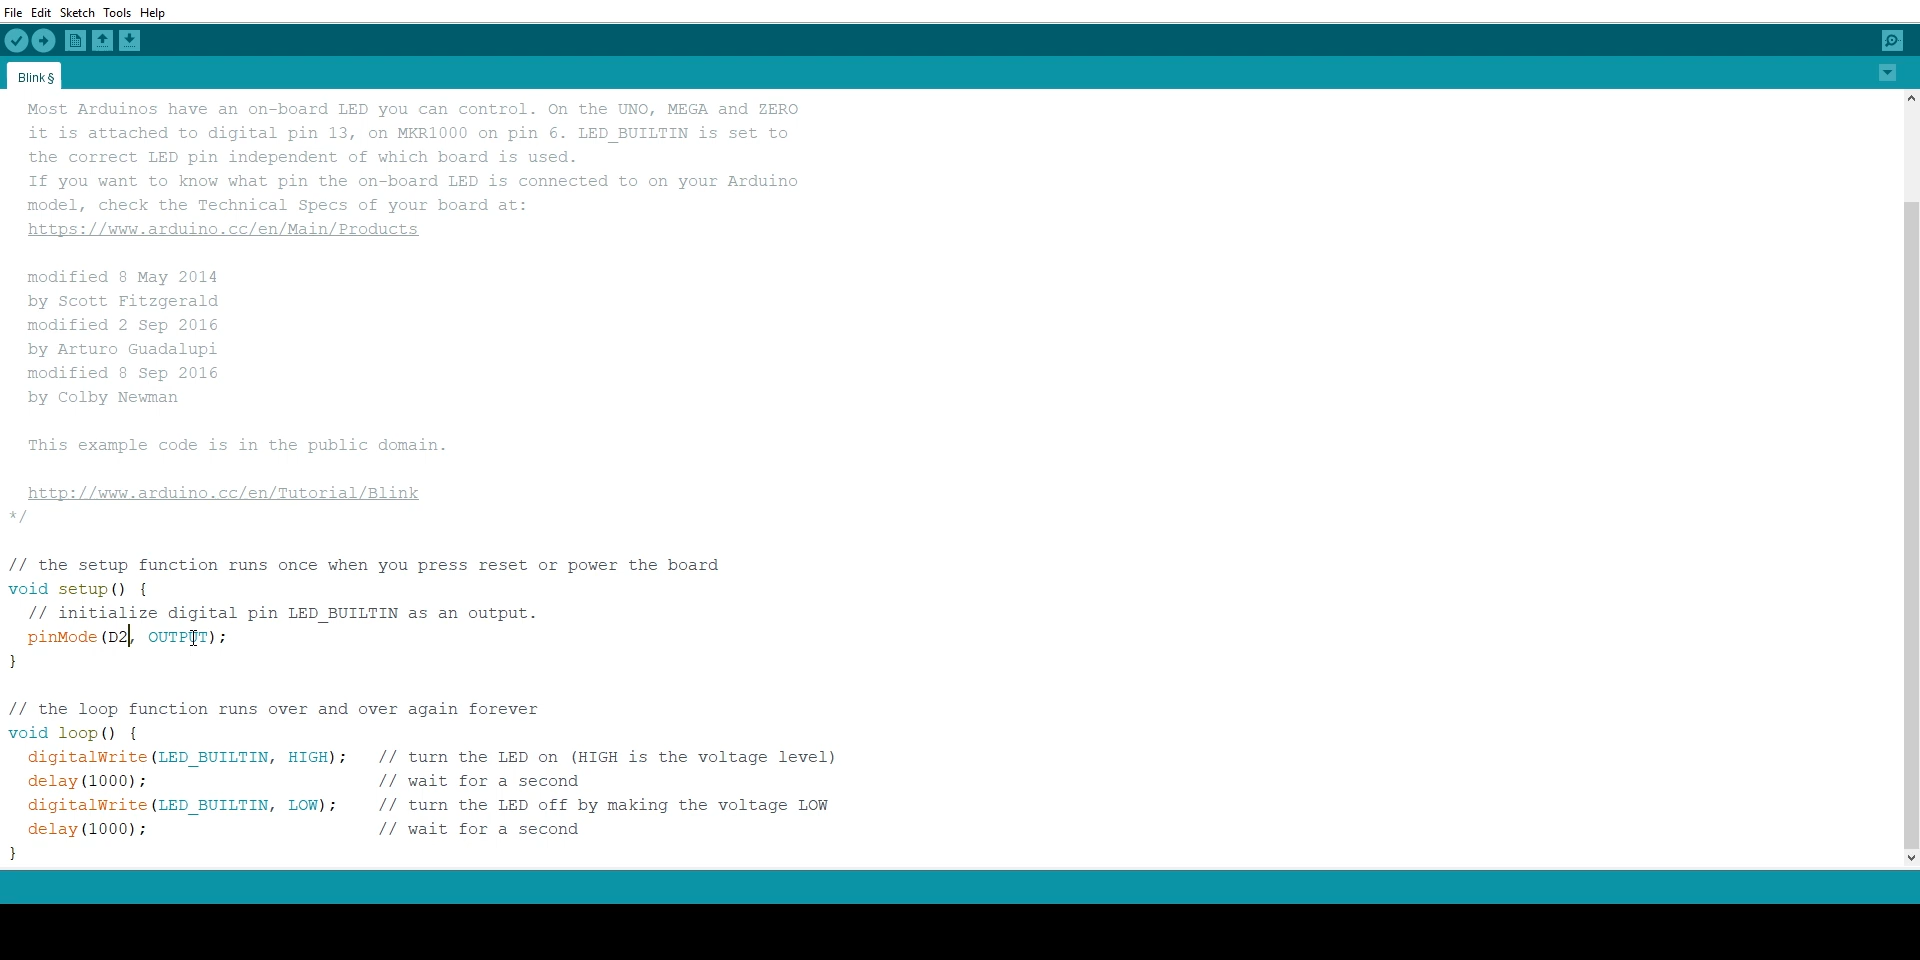 File Edit Sketch Tools Help
Blink §
Most Arduinos have an on-board LED you can control. On the UNO, MEGA and ZERO
it is attached to digital pin 13, on MKR1000 on pin 6. LED_BUILTIN is set to
the correct LED pin independent of which board is used.
If you want to know what pin the on-board LED is connected to on your Arduino
model, check the Technical Specs of your board at:
https://www.arduino.cc/en/Main/Products
modified 8 May 2014
by Scott Fitzgerald
modified 2 Sep 2016
by Arturo Guadalupi
modified 8 Sep 2016
by Colby Newman
This example code is in the public domain.
http://www.arduino.cc/en/Tutorial/Blink
*/
// the setup function runs once when you press reset or power the board
void setup() {
// initialize digital pin LED_BUILTIN as an output.
pinMode(D2, OUTPUT);
}
// the loop function runs over and over again forever
void loop() {
digitalWrite(LED_BUILTIN, HIGH);   // turn the LED on (HIGH is the voltage level)
delay(1000);                       // wait for a second
digitalWrite(LED_BUILTIN, LOW);    // turn the LED off by making the voltage LOW
delay(1000);                       // wait for a second
}